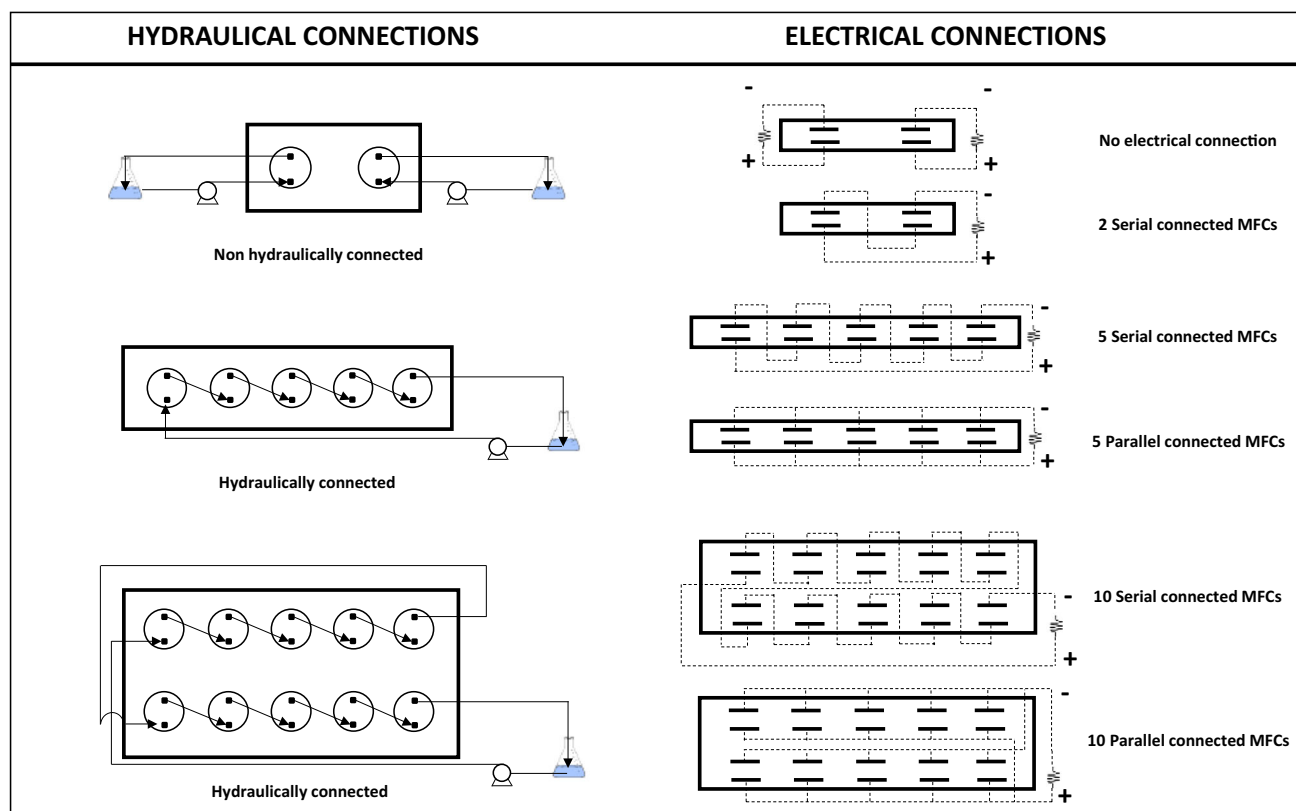 HYDRAULICAL CONNECTIONS
ELECTRICAL CONNECTIONS
Non hydraulically connected
Hydraulically connected
Hydraulically connected
-
-
+
+
No electrical connection
-
+
2 Serial connected MFCs
-
+
5 Serial connected MFCs
-
+
5 Parallel connected MFCs
-
+
10 Serial connected MFCs
-
+
10 Parallel connected MFCs